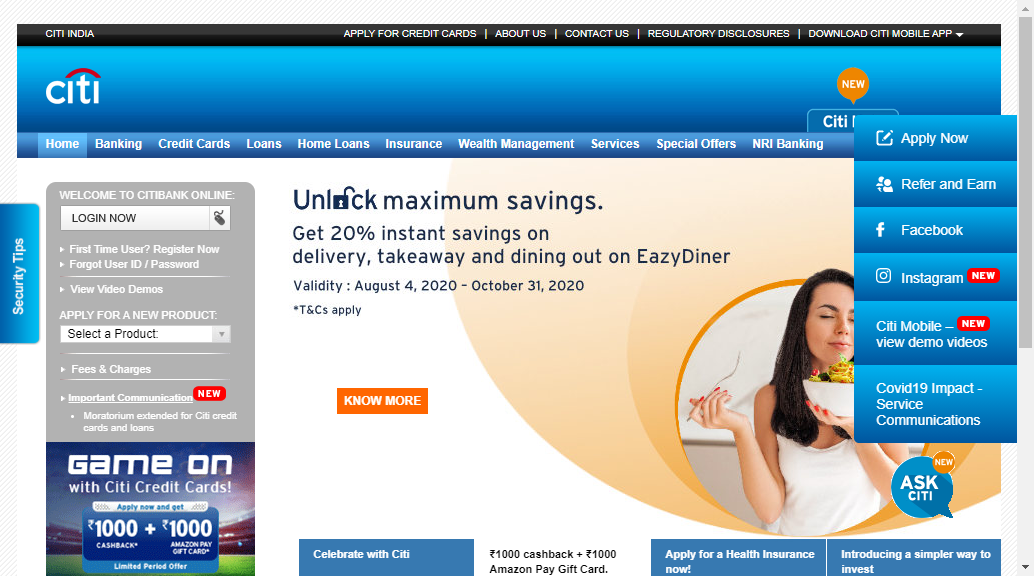 CITI INDIA
APPLY FOR CREDIT CARDS | ABOUT US | CONTACT US | REGULATORY DISCLOSURES | DOWNLOAD CITI MOBILE APP
citi
NEW
Citi
Home Banking Credit Cards Loans Home Loans Insurance Wealth Management Services Special Offers NRI Banking
Apply Now
Refer and Earn
Facebook
Instagram NEW
Citi Mobile – NEW
view demo videos
Covid19 Impact -
Service
Communications
Security Tips
WELCOME TO CITIBANK ONLINE:
LOGIN NOW
First Time User? Register Now
Forgot User ID / Password
View Video Demos
APPLY FOR A NEW PRODUCT:
Select a Product:
Fees & Charges
Important Communication NEW
Moratorium extended for Citi credit
cards and loans
Unlock maximum savings.
Get 20% instant savings on
delivery, takeaway and dining out on EazyDiner
Validity : August 4, 2020 – October 31, 2020
*T&Cs apply
KNOW MORE
GAME ON
with Citi Credit Cards!
Apply now and get
₹1000 + ₹1000
CASHBACK* AMAZON PAY
GIFT CARD*
Limited Period Offer
NEW
ASK
CITI
Celebrate with Citi
₹1000 cashback + ₹1000
Amazon Pay Gift Card.
Apply for a Health Insurance
now!
Introducing a simpler way to
invest